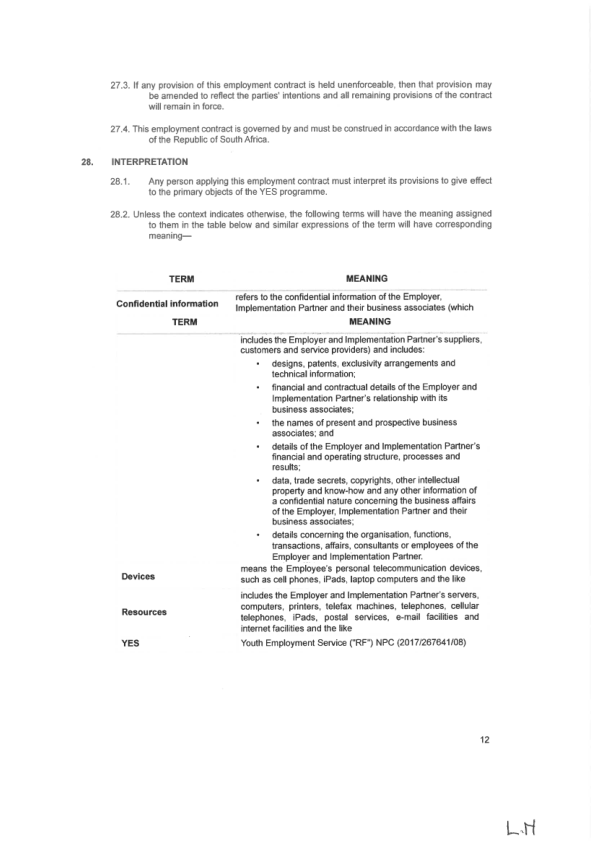 27.3. If any provision of this employment contract is held unenforceable, then that provision may
be amended to reflect the parties' intentions and all remaining provisions of the contract
will remain in force.
27.4. This employment contract is governed by and must be construed in accordance with the laws
of the Republic of South Africa.
28. INTERPRETATION
28.1. Any person applying this employment contract must interpret its provisions to give effect
to the primary objects of the YES programme.
28.2. Unless the context indicates otherwise, the following terms will have the meaning assigned
to them in the table below and similar expressions of the term will have corresponding
meaning—
TERM MEANING
Confidential information refers to the confidential information of the Employer,
Implementation Partner and their business associates (which
TERM MEANING
includes the Employer and Implementation Partner's suppliers,
customers and service providers) and includes:
• designs, patents, exclusivity arrangements and
technical information;
• financial and contractual details of the Employer and
Implementation Partner's relationship with its
business associates;
• the names of present and prospective business
associates; and
• details of the Employer and Implementation Partner's
financial and operating structure, processes and
results;
• data, trade secrets, copyrights, other intellectual
property and know-how and any other information of
a confidential nature concerning the business affairs
of the Employer, Implementation Partner and their
business associates;
• details concerning the organisation, functions,
transactions, affairs, consultants or employees of the
Employer and Implementation Partner.
Devices means the Employee's personal telecommunication devices,
such as cell phones, iPads, laptop computers and the like
Resources includes the Employer and Implementation Partner's servers,
computers, printers, telefax machines, telephones, cellular
telephones, iPads, postal services, e-mail facilities and
internet facilities and the like
YES Youth Employment Service ("RF") NPC (2017/267641/08)
12
L.M